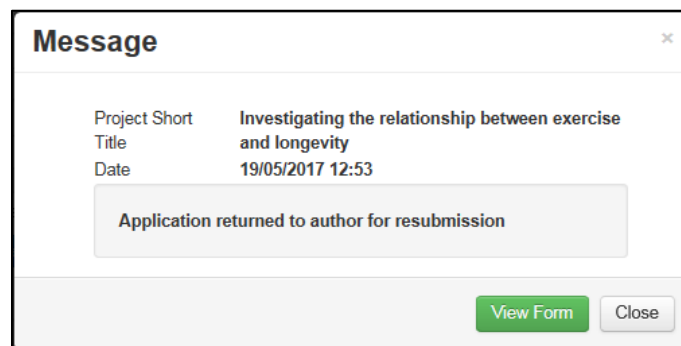 Message ×
Project Short Investigating the relationship between exercise
Title and longevity
Date 19/05/2017 12:53
Application returned to author for resubmission
View Form Close